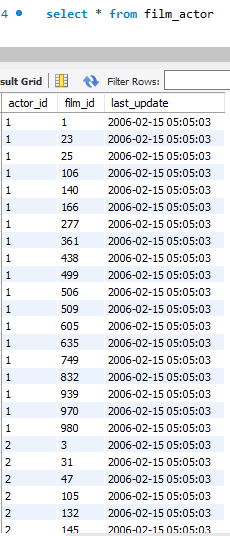 4 select * from film_actor
sult Grid Filter Rows:
actor_id film_id last_update
1 1 2006-02-15 05:05:03
1 23 2006-02-15 05:05:03
1 25 2006-02-15 05:05:03
1 106 2006-02-15 05:05:03
1 140 2006-02-15 05:05:03
1 166 2006-02-15 05:05:03
1 277 2006-02-15 05:05:03
1 361 2006-02-15 05:05:03
1 438 2006-02-15 05:05:03
1 499 2006-02-15 05:05:03
1 506 2006-02-15 05:05:03
1 509 2006-02-15 05:05:03
1 605 2006-02-15 05:05:03
1 635 2006-02-15 05:05:03
1 749 2006-02-15 05:05:03
1 832 2006-02-15 05:05:03
1 939 2006-02-15 05:05:03
1 970 2006-02-15 05:05:03
1 980 2006-02-15 05:05:03
2 3 2006-02-15 05:05:03
2 31 2006-02-15 05:05:03
2 47 2006-02-15 05:05:03
2 105 2006-02-15 05:05:03
2 132 2006-02-15 05:05:03
2 145 2006-02-15 05:05:03